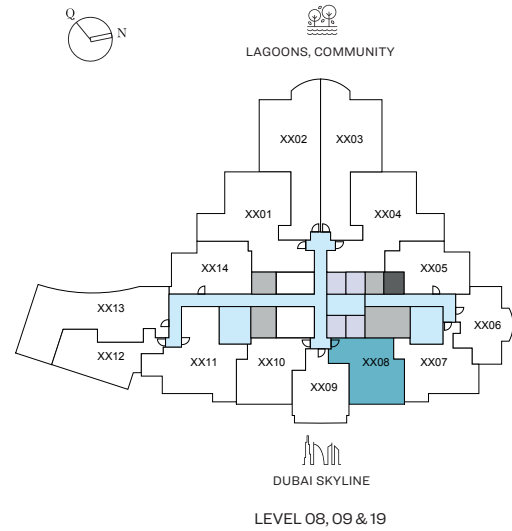 Q
N
LAGOONS, COMMUNITY
XX02 XX03
XX01 XX04
XX14 XX05
XX13
XX06
XX12
XX11 XX10 XX08 XX07
XX09
DUBAI SKYLINE
LEVEL 08, 09 & 19